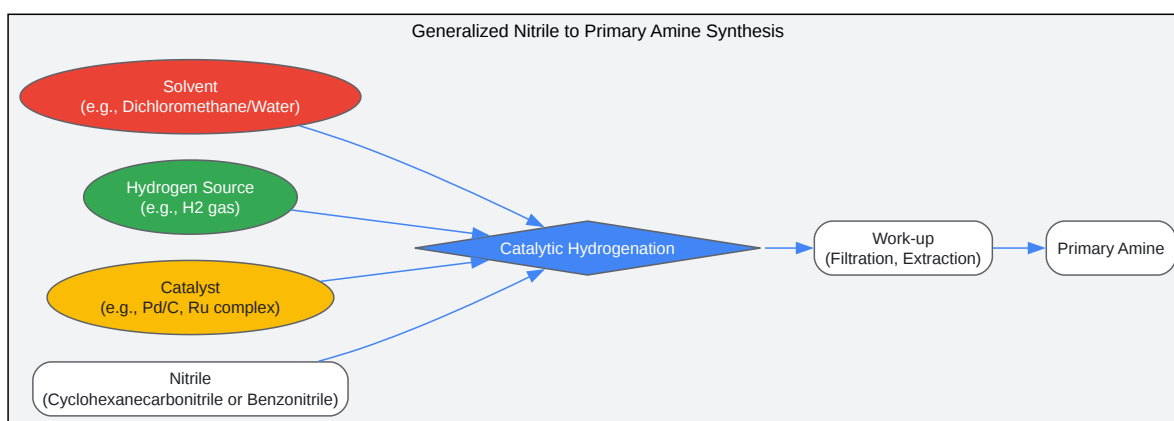 Generalized Nitrile to Primary Amine Synthesis
Solvent
(e.g., Dichloromethane/Water)
Hydrogen Source
(e.g., H2 gas)
Catalyst
(e.g., Pd/C, Ru complex)
Nitrile
(Cyclohexanecarbonitrile or Benzonitrile)
Catalytic Hydrogenation
Work-up
(Filtration, Extraction)
Primary Amine